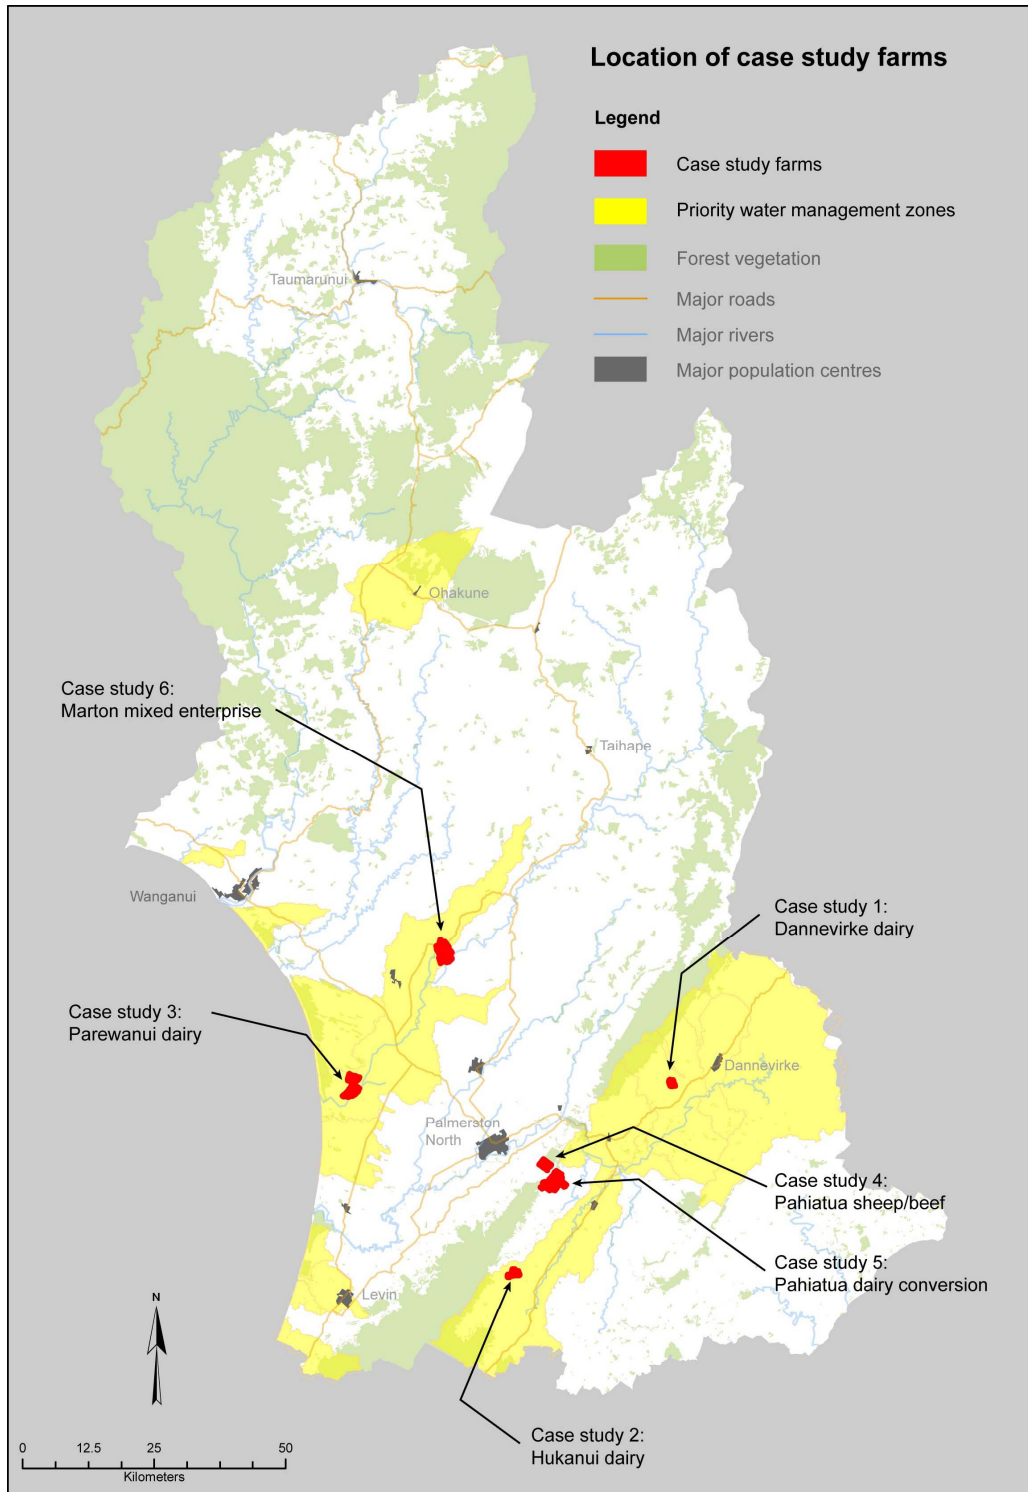 Location of case study farms
Legend
Case study farms
Priority water management zones
Forest vegetation
Major roads
Major rivers
Major population centres
Taumarunui
Ohakune
Case study 6:
Marton mixed enterprise
Taihape
Wanganui
Case study 1:
Dannevirke dairy
Case study 3:
Parewanui dairy
Dannevirke
Palmerston
North
Case study 4:
Pahiatua sheep/beef
Case study 5:
Pahiatua dairy conversion
Levin
N
Case study 2:
Hukanui dairy
0 12.5 25 50
Kilometers